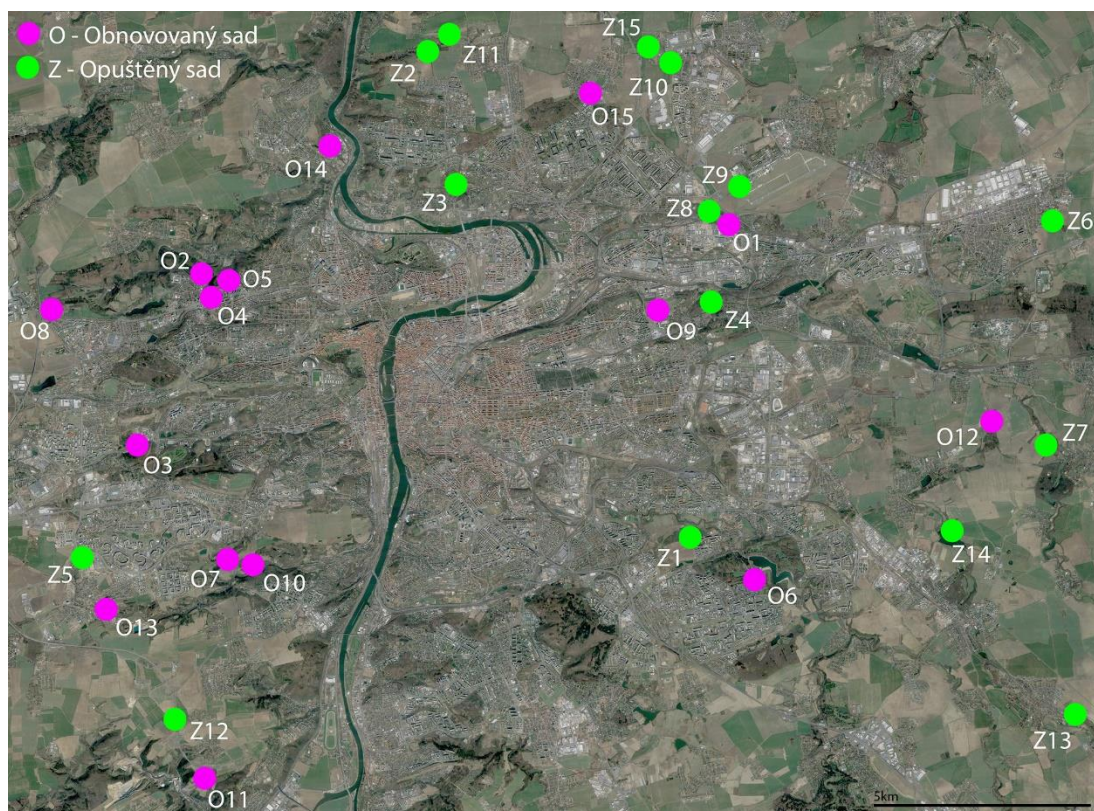 O - Obnovovaný sad
Z - Opuštěný sad
Z11
Z2
Z15
Z10
O15
O14
Z3
Z9
Z8
O1
Z6
O2
O5
O4
O8
O9
Z4
O3
O12
Z7
Z14
Z1
O6
Z5
O7
O10
O13
Z12
Z13
O11
5km